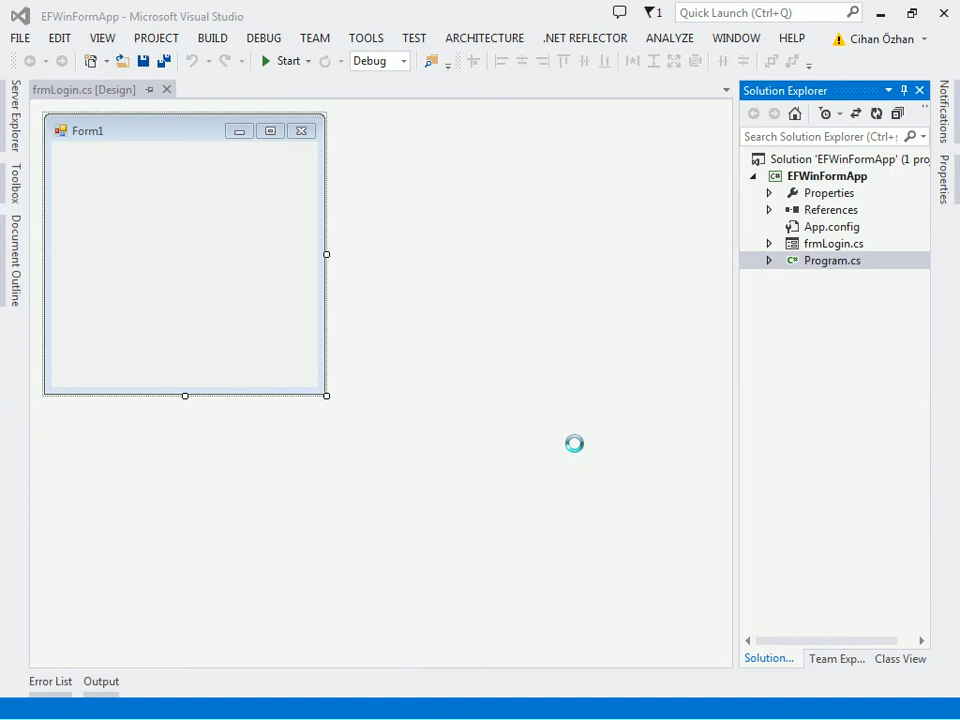 EFWinFormApp - Microsoft Visual Studio
1
Quick Launch (Ctrl+Q)
FILE EDIT VIEW PROJECT BUILD DEBUG TEAM TOOLS TEST ARCHITECTURE .NET REFLECTOR ANALYZE WINDOW HELP Cihan Özhan
Start Debug
frmLogin.cs [Design]
Server Explorer
Toolbox
Document Outline
Form1
Solution Explorer
Search Solution Explorer (Ctrl+;
Solution 'EFWinFormApp' (1 proj
C# EFWinFormApp
Properties
References
App.config
frmLogin.cs
C# Program.cs
Notifications
Properties
Solution... Team Exp... Class View
Error List Output